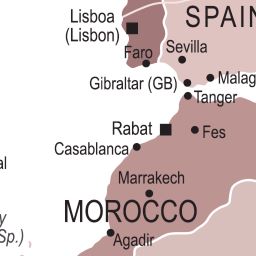 Lisboa
(Lisbon)
SPAIN
Faro
Sevilla
Gibraltar (GB)
Malag
Tanger
Rabat
Fes
Casablanca
al
Marrakech
MOROCCO
y
Sp.)
Agadir